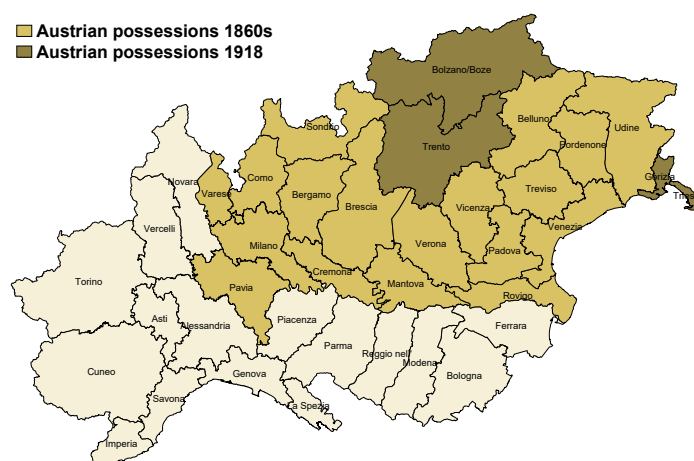 Austrian possessions 1860s
Austrian possessions 1918
Bolzano/Boze
Sondrio
Belluno
Udine
Trento
Pordenone
Novara
Varese
Como
Bergamo
Brescia
Vicenza
Treviso
Gorizia
Tries
Vercelli
Milano
Verona
Padova
Venezia
Torino
Pavia
Cremona
Mantova
Rovigo
Asti
Alessandria
Piacenza
Parma
Reggio nell'
Modena
Ferrara
Cuneo
Genova
Bologna
Savona
La Spezia
Imperia